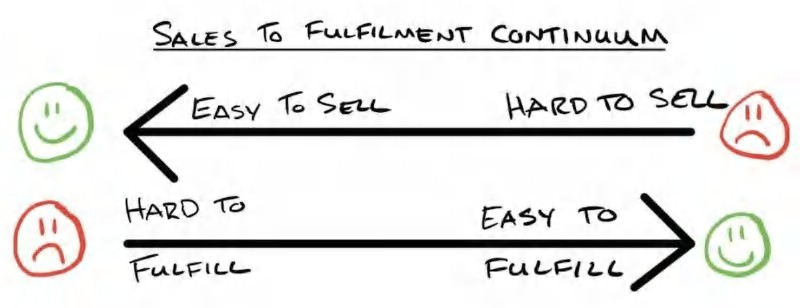 SALES TO FULFILMENT CONTINUUM
EASY TO SELL HARD TO SELL
HARD TO EASY TO
FULFILL FULFILL